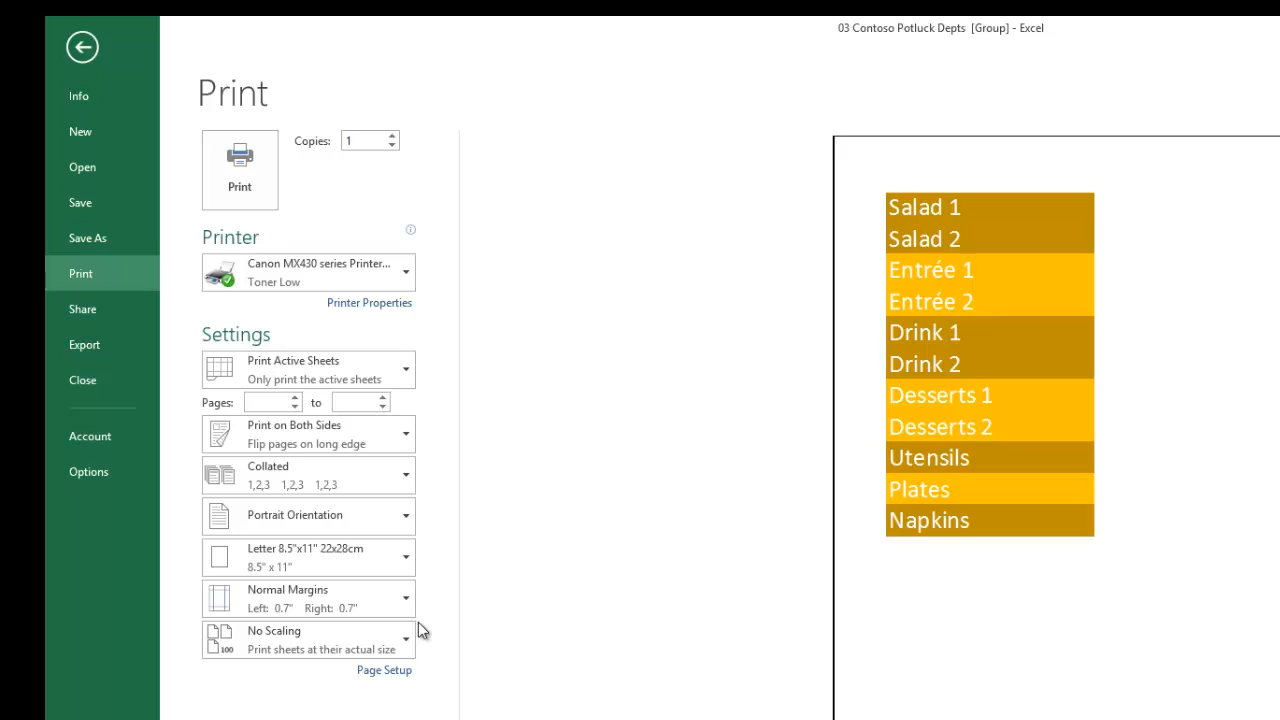 03 Contoso Potluck Depts [Group] - Excel
Info
New
Open
Save
Save As
Print
Share
Export
Close
Account
Options
Print
Print
Copies: 1
Printer
Canon MX430 series Printer...
Toner Low
Printer Properties
Settings
Print Active Sheets
Only print the active sheets
Pages: to
Print on Both Sides
Flip pages on long edge
Collated
1,2,3 1,2,3 1,2,3
Portrait Orientation
Letter 8.5"x11" 22x28cm
8.5" x 11"
Normal Margins
Left: 0.7" Right: 0.7"
No Scaling
100
Print sheets at their actual size
Page Setup
Salad 1
Salad 2
Entrée 1
Entrée 2
Drink 1
Drink 2
Desserts 1
Desserts 2
Utensils
Plates
Napkins